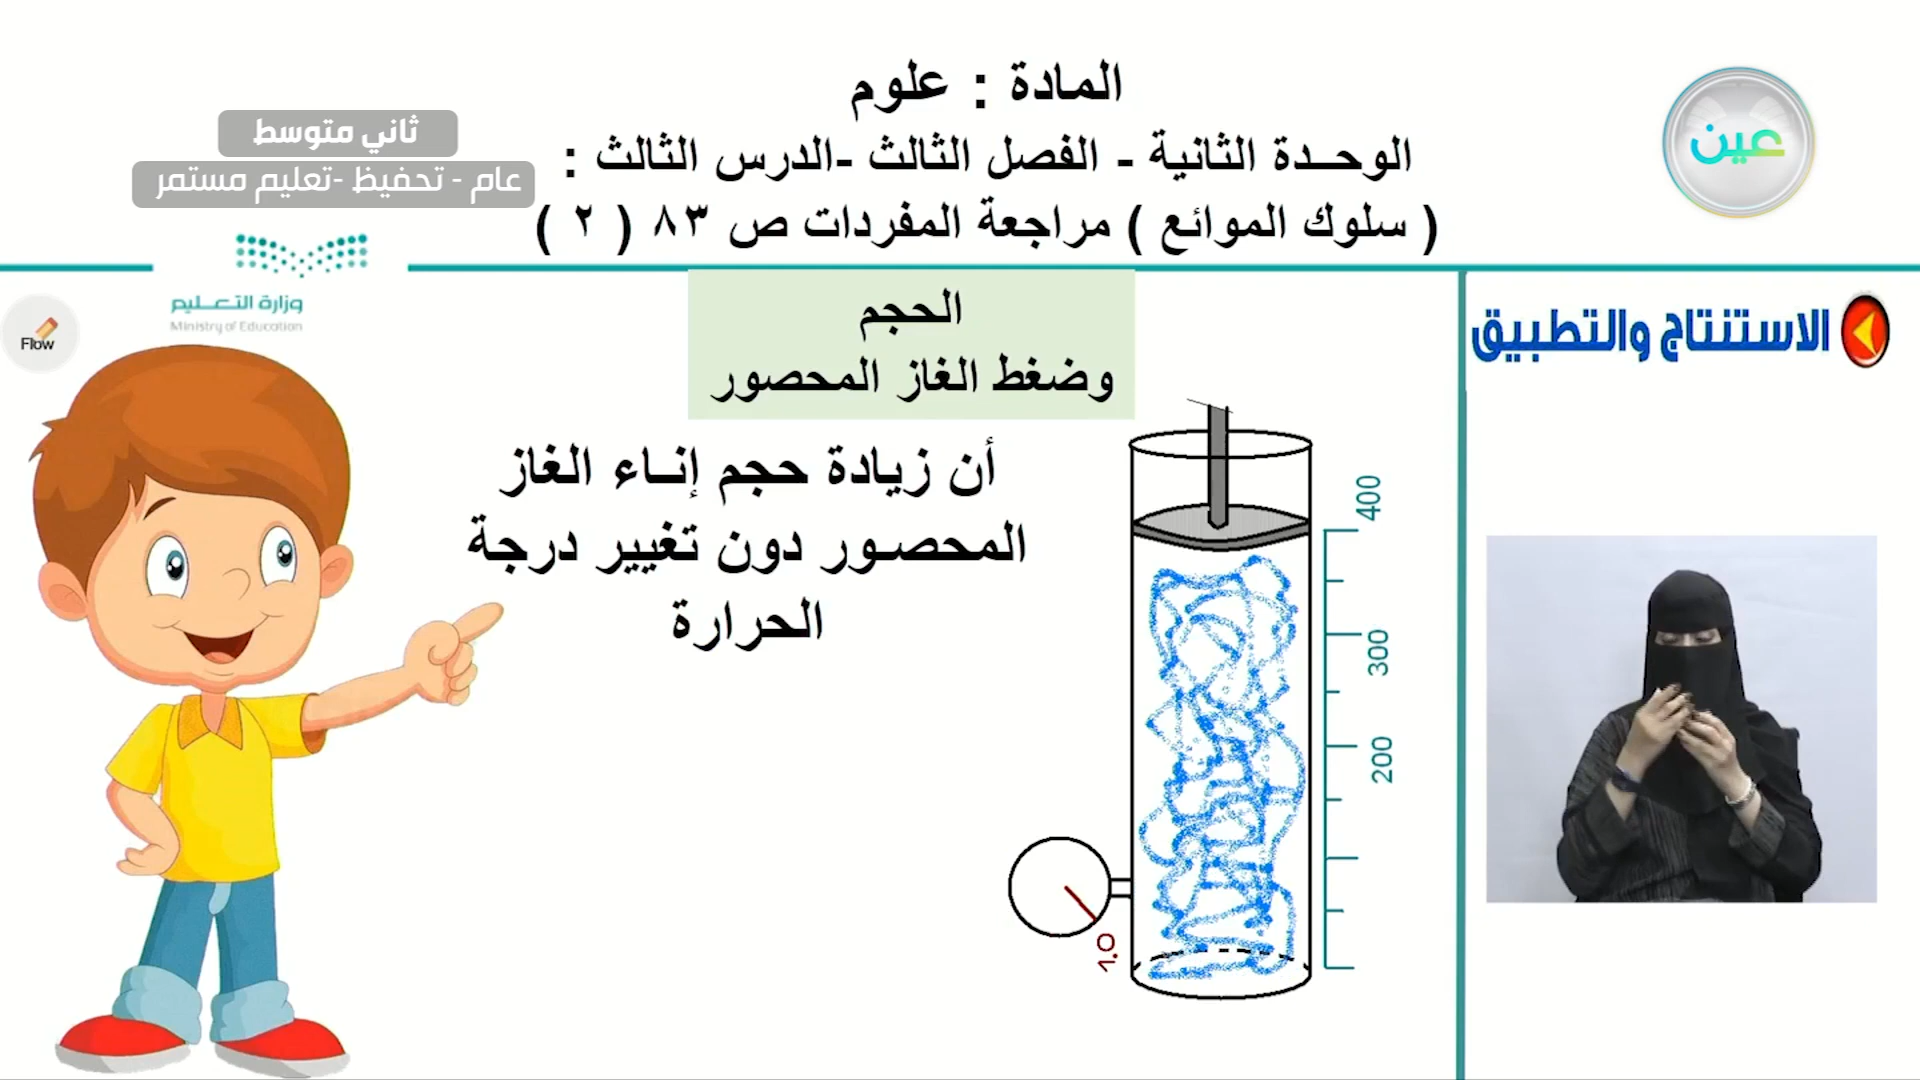 المادة : علوم
الوحـدة الثانية - الفصل الثالث -الدرس الثالث :
( سلوك الموائع ) مراجعة المفردات ص ٨٣ ( ٢ )
عين
ثاني متوسط
عام - تحفيظ -تعليم مستمر
وزارة التعـليم
Ministry of Education
Flow
الاستنتاج والتطبيق
الحجم
وضغط الغاز المحصور
أن زيادة حجم إنـاء الغاز
المحصـور دون تغيير درجة
الحرارة
400
300
200
1.0